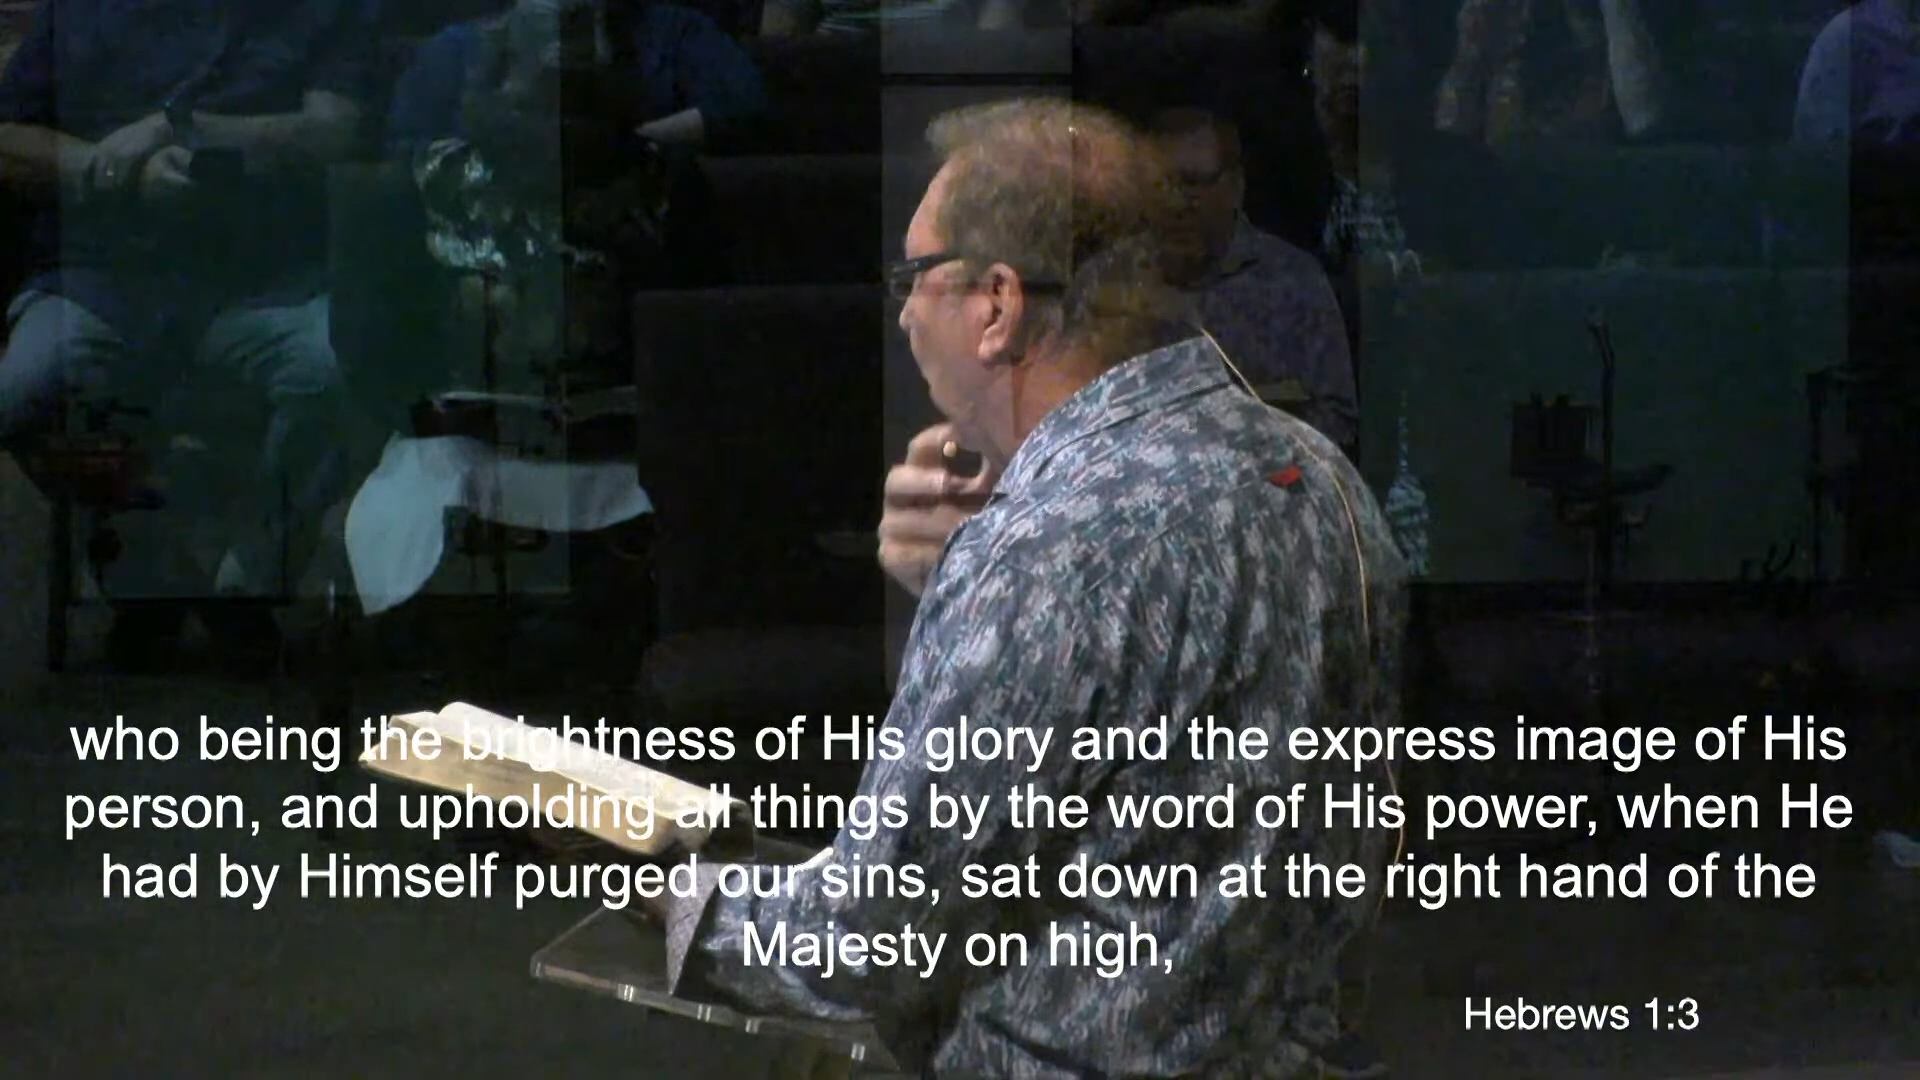 who being the brightness of His glory and the express image of His
person, and upholding all things by the word of His power, when He
had by Himself purged our sins, sat down at the right hand of the
Majesty on high,
Hebrews 1:3